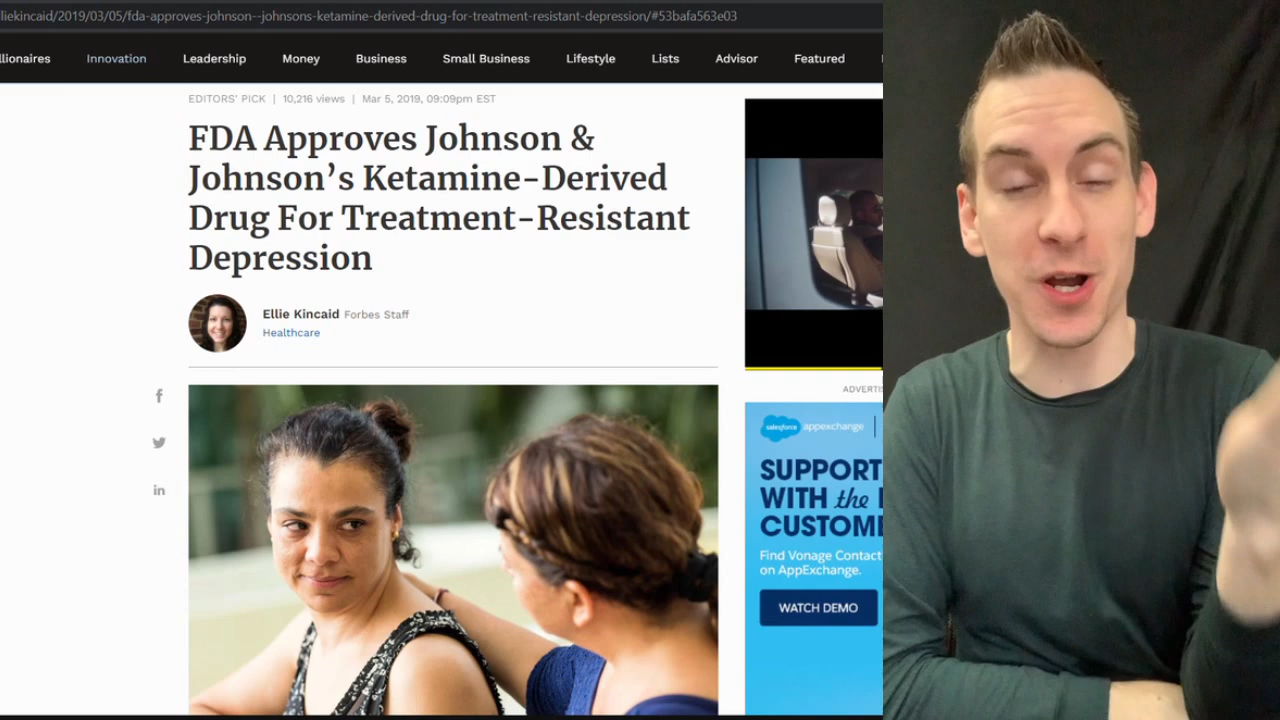 liekincaid/2019/03/05/fda-approves-johnson--johnsons-ketamine-derived-drug-for-treatment-resistant-depression/#53bafa563e03
llionaires Innovation Leadership Money Business Small Business Lifestyle Lists Advisor Featured
EDITORS' PICK | 10,216 views | Mar 5, 2019, 09:09pm EST
FDA Approves Johnson &
Johnson's Ketamine-Derived
Drug For Treatment-Resistant
Depression
Ellie Kincaid Forbes Staff
Healthcare
f
in
ADVERTIS
salesforce appexchange |
SUPPORT
WITH the
CUSTOME
Find Vonage Contact
on AppExchange.
WATCH DEMO